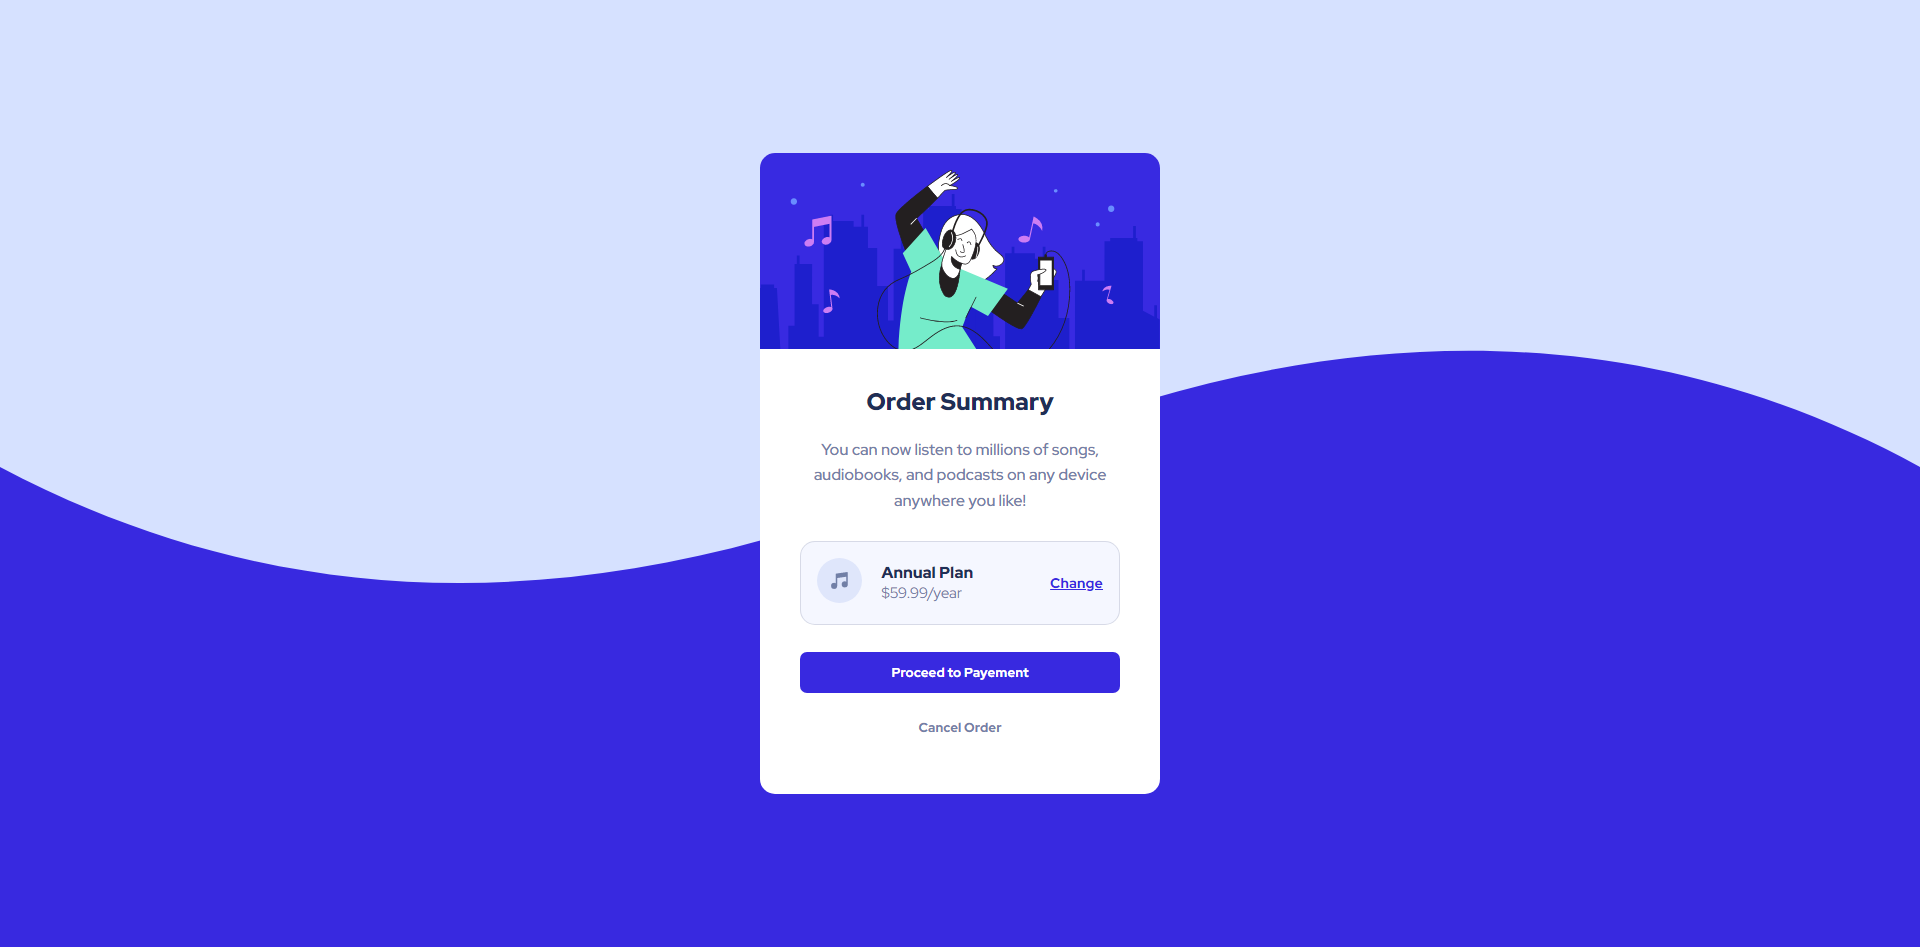 Order Summary
You can now listen to millions of songs,
audiobooks, and podcasts on any device
anywhere you like!
Annual Plan
$59.99/year
Change
Proceed to Payement
Cancel Order